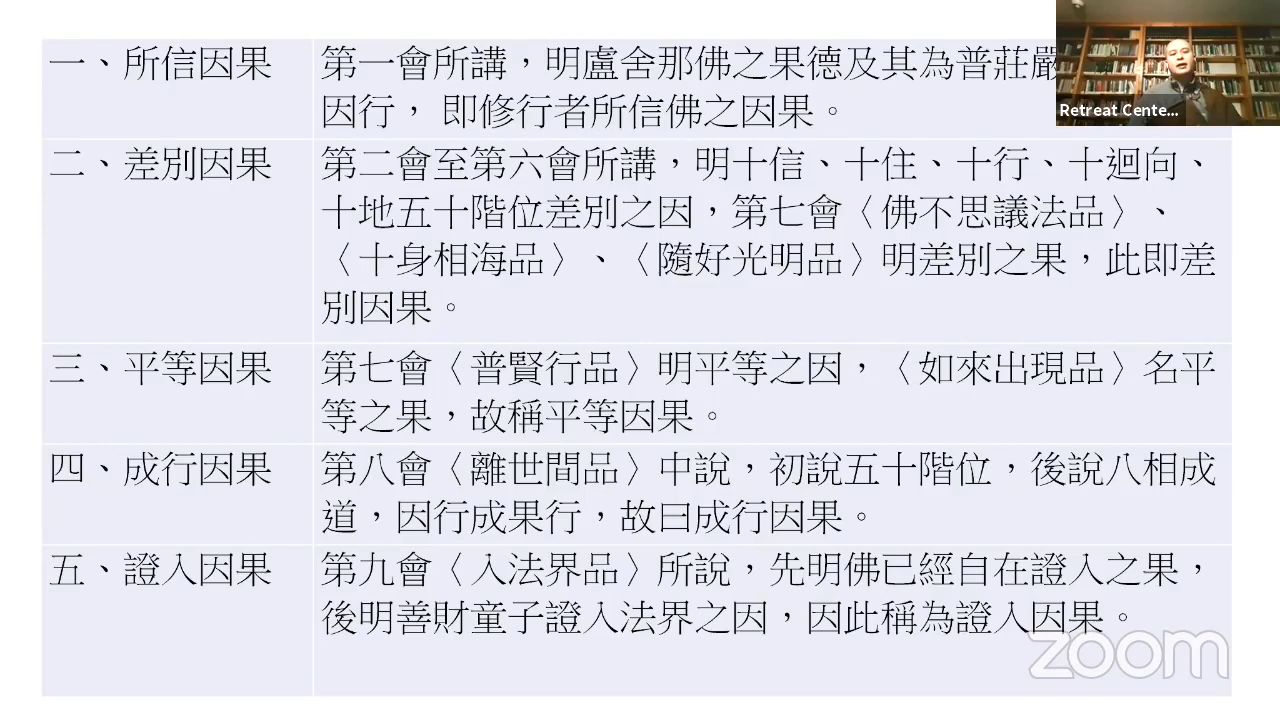 一、所信因果
第一會所講，明盧舍那佛之果德及其為普莊嚴
因行， 即修行者所信佛之因果。
二、差別因果
第二會至第六會所講，明十信、十住、十行、十迴向、
十地五十階位差別之因，第七會〈佛不思議法品〉、
〈十身相海品〉、〈隨好光明品〉明差別之果，此即差
別因果。
三、平等因果
第七會〈普賢行品〉明平等之因，〈如來出現品〉名平
等之果，故稱平等因果。
四、成行因果
第八會〈離世間品〉中說，初說五十階位，後說八相成
道，因行成果行，故曰成行因果。
五、證入因果
第九會〈入法界品〉所說，先明佛已經自在證入之果，
後明善財童子證入法界之因，因此稱為證入因果。
Retreat Cente...
zoom